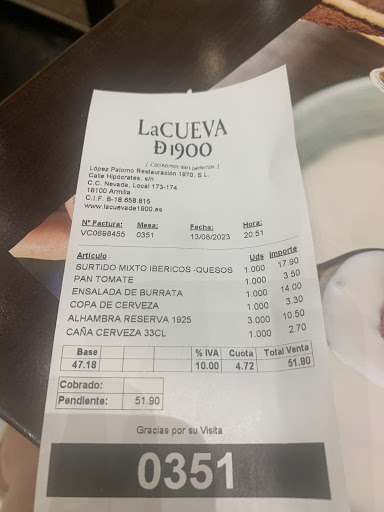 LaCUEVA
Đ 1900
López Palomo Restauración 1970, S.L.
Calle Hipócrates, s/n
C.C. Nevada, Local 173-174
18100 Armilla
C.I.F. B-18.658.815
www.lacuevade1900.es
Nº Factura: Mesa: Fecha: Hora:
VC0698455 0351 13/06/2023 20:51
Artículo Uds Importe
SURTIDO MIXTO IBERICOS -QUESOS 1.000 17.90
PAN TOMATE 1.000 3.50
ENSALADA DE BURRATA 1.000 14.00
COPA DE CERVEZA 1.000 3.30
ALHAMBRA RESERVA 1925 3.000 10.50
CAÑA CERVEZA 33CL 1.000 2.70
Base % IVA Cuota Total Venta
47.18 10.00 4.72 51.90
Cobrado:
Pendiente: 51.90
Gracias por su Visita
0351